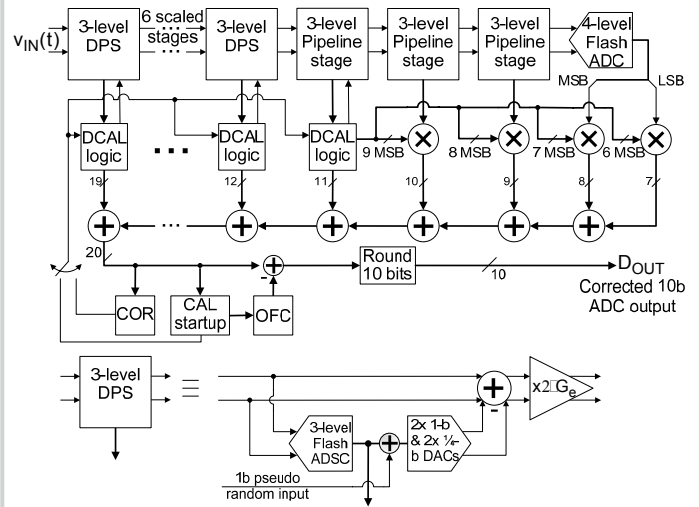 3-level
DPS
6 scaled
stages
3-level
DPS
3-level
Pipeline
stage
3-level
Pipeline
stage
3-level
Pipeline
stage
4-level
Flash
ADC
vIN(t)
MSB
LSB
DCAL
logic
DCAL
logic
DCAL
logic
9 MSB
8 MSB
7 MSB
6 MSB
19
12
11
10
9
8
7
20
COR
CAL
startup
OFC
Round
10 bits
10
DOUT
Corrected 10b
ADC output
3-level
DPS
3-level
Flash
ADSC
2x 1-b
& 2x ¼-
b DACs
x2□Ge
1b pseudo
random input